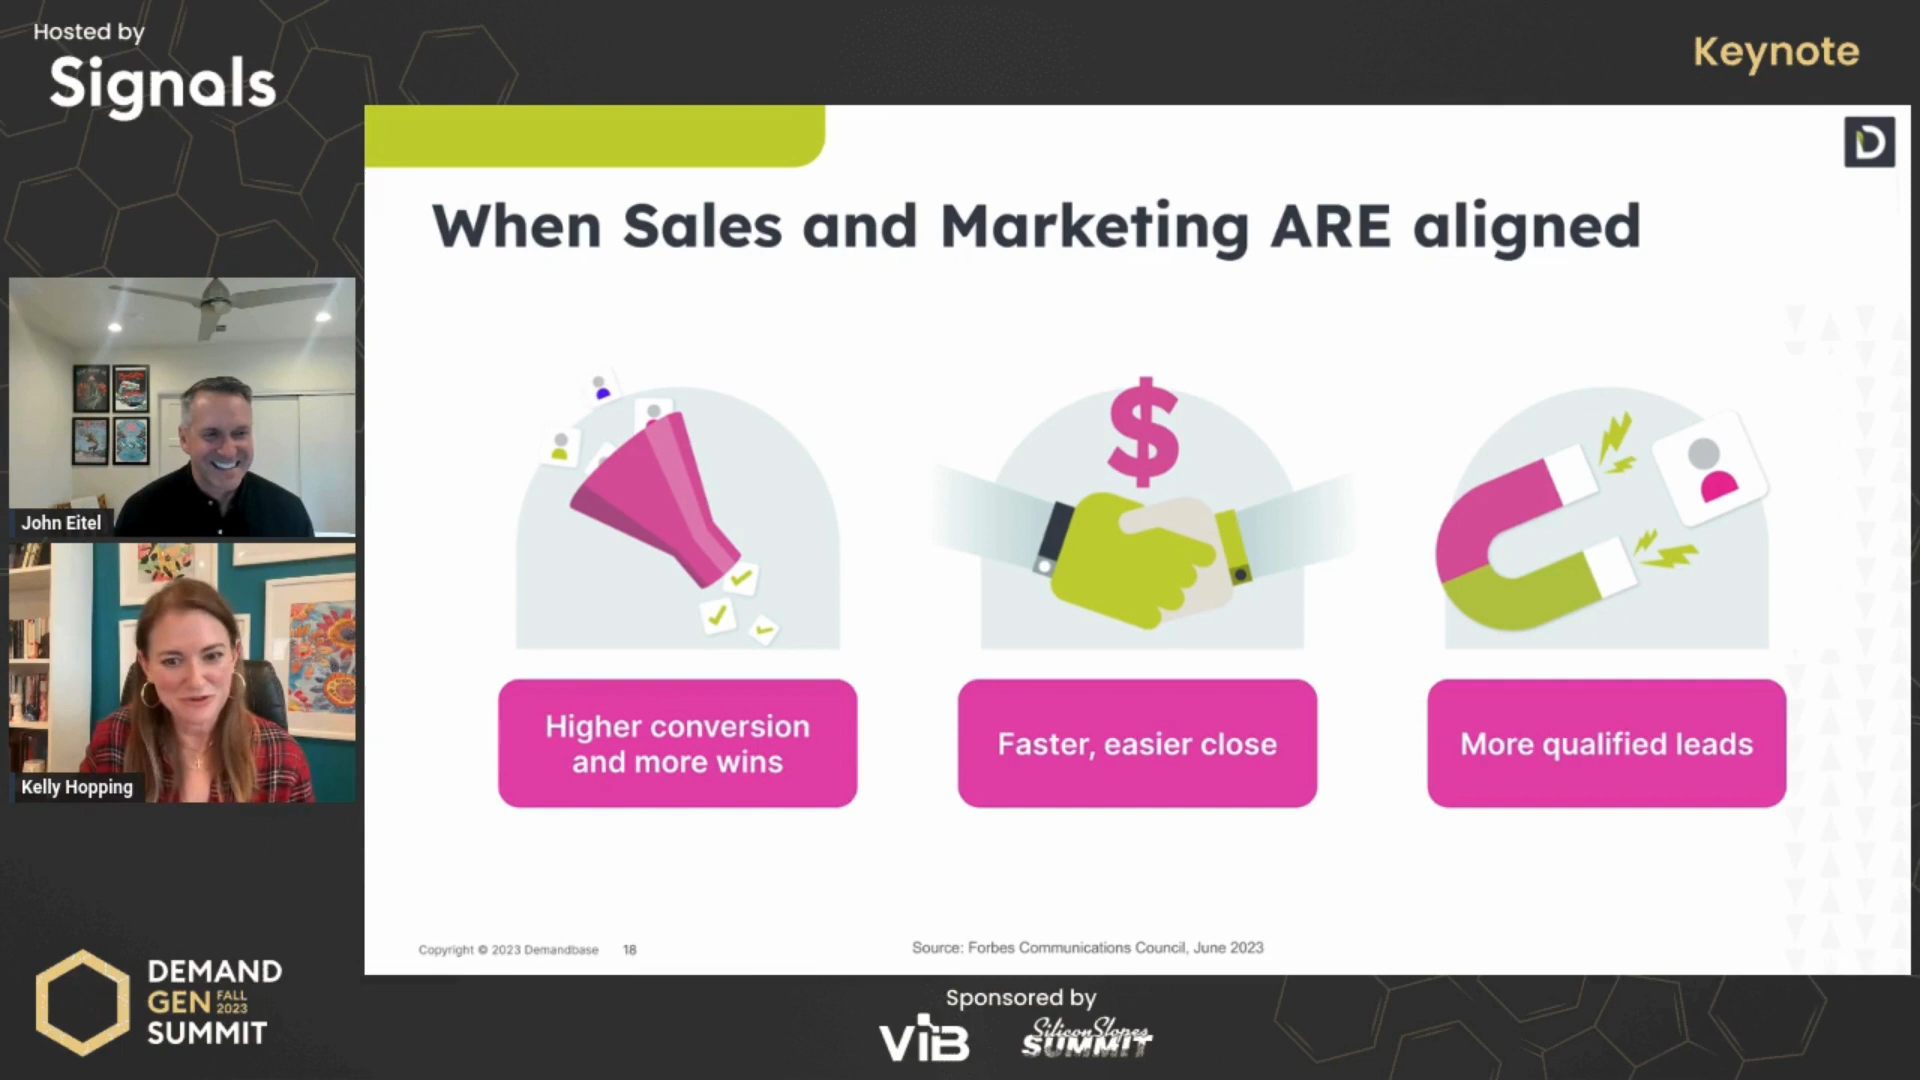 Hosted by
Signals
Keynote
D
When Sales and Marketing ARE aligned
$
John Eitel
Kelly Hopping
Higher conversion
and more wins
Faster, easier close
More qualified leads
Copyright © 2023 Demandbase 18
Source: Forbes Communications Council, June 2023
DEMAND
GEN FALL 2023
SUMMIT
Sponsored by
ViB
Silicon Slopes
SUMMIT